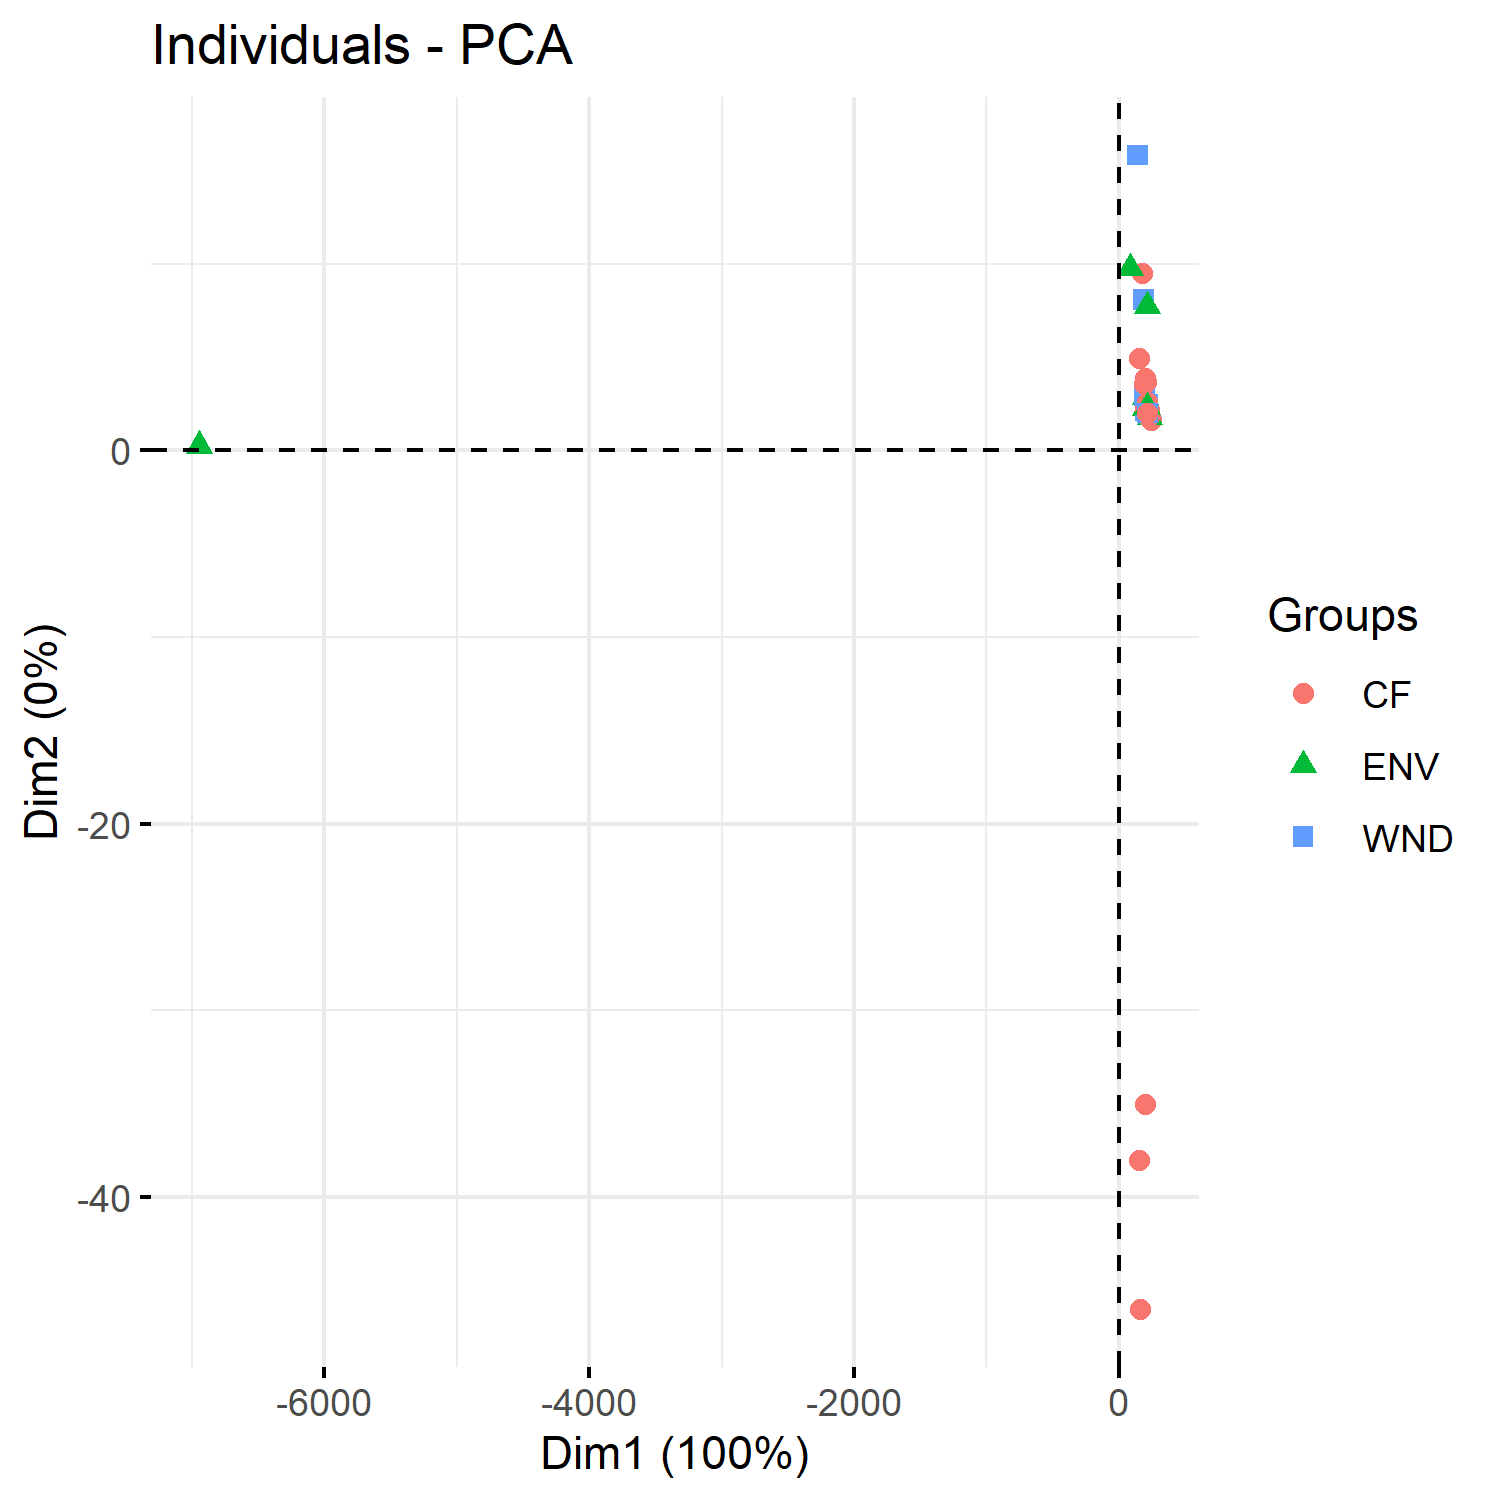 Individuals - PCA
0
-20
-40
Dim2 (0%)
-6000 -4000 -2000 0
Dim1 (100%)
Groups
CF
ENV
WND